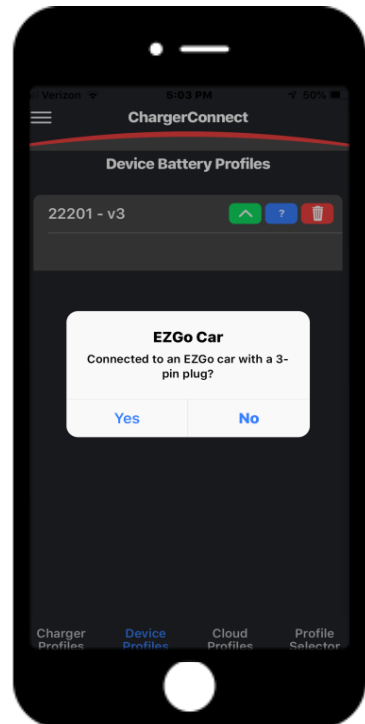 Verizon 5:03 PM 50%
ChargerConnect
Device Battery Profiles
22201 - v3 ?
EZGo Car
Connected to an EZGo car with a 3-
pin plug?
Yes No
Charger Device Cloud Profile
Profiles Profiles Profiles Selector